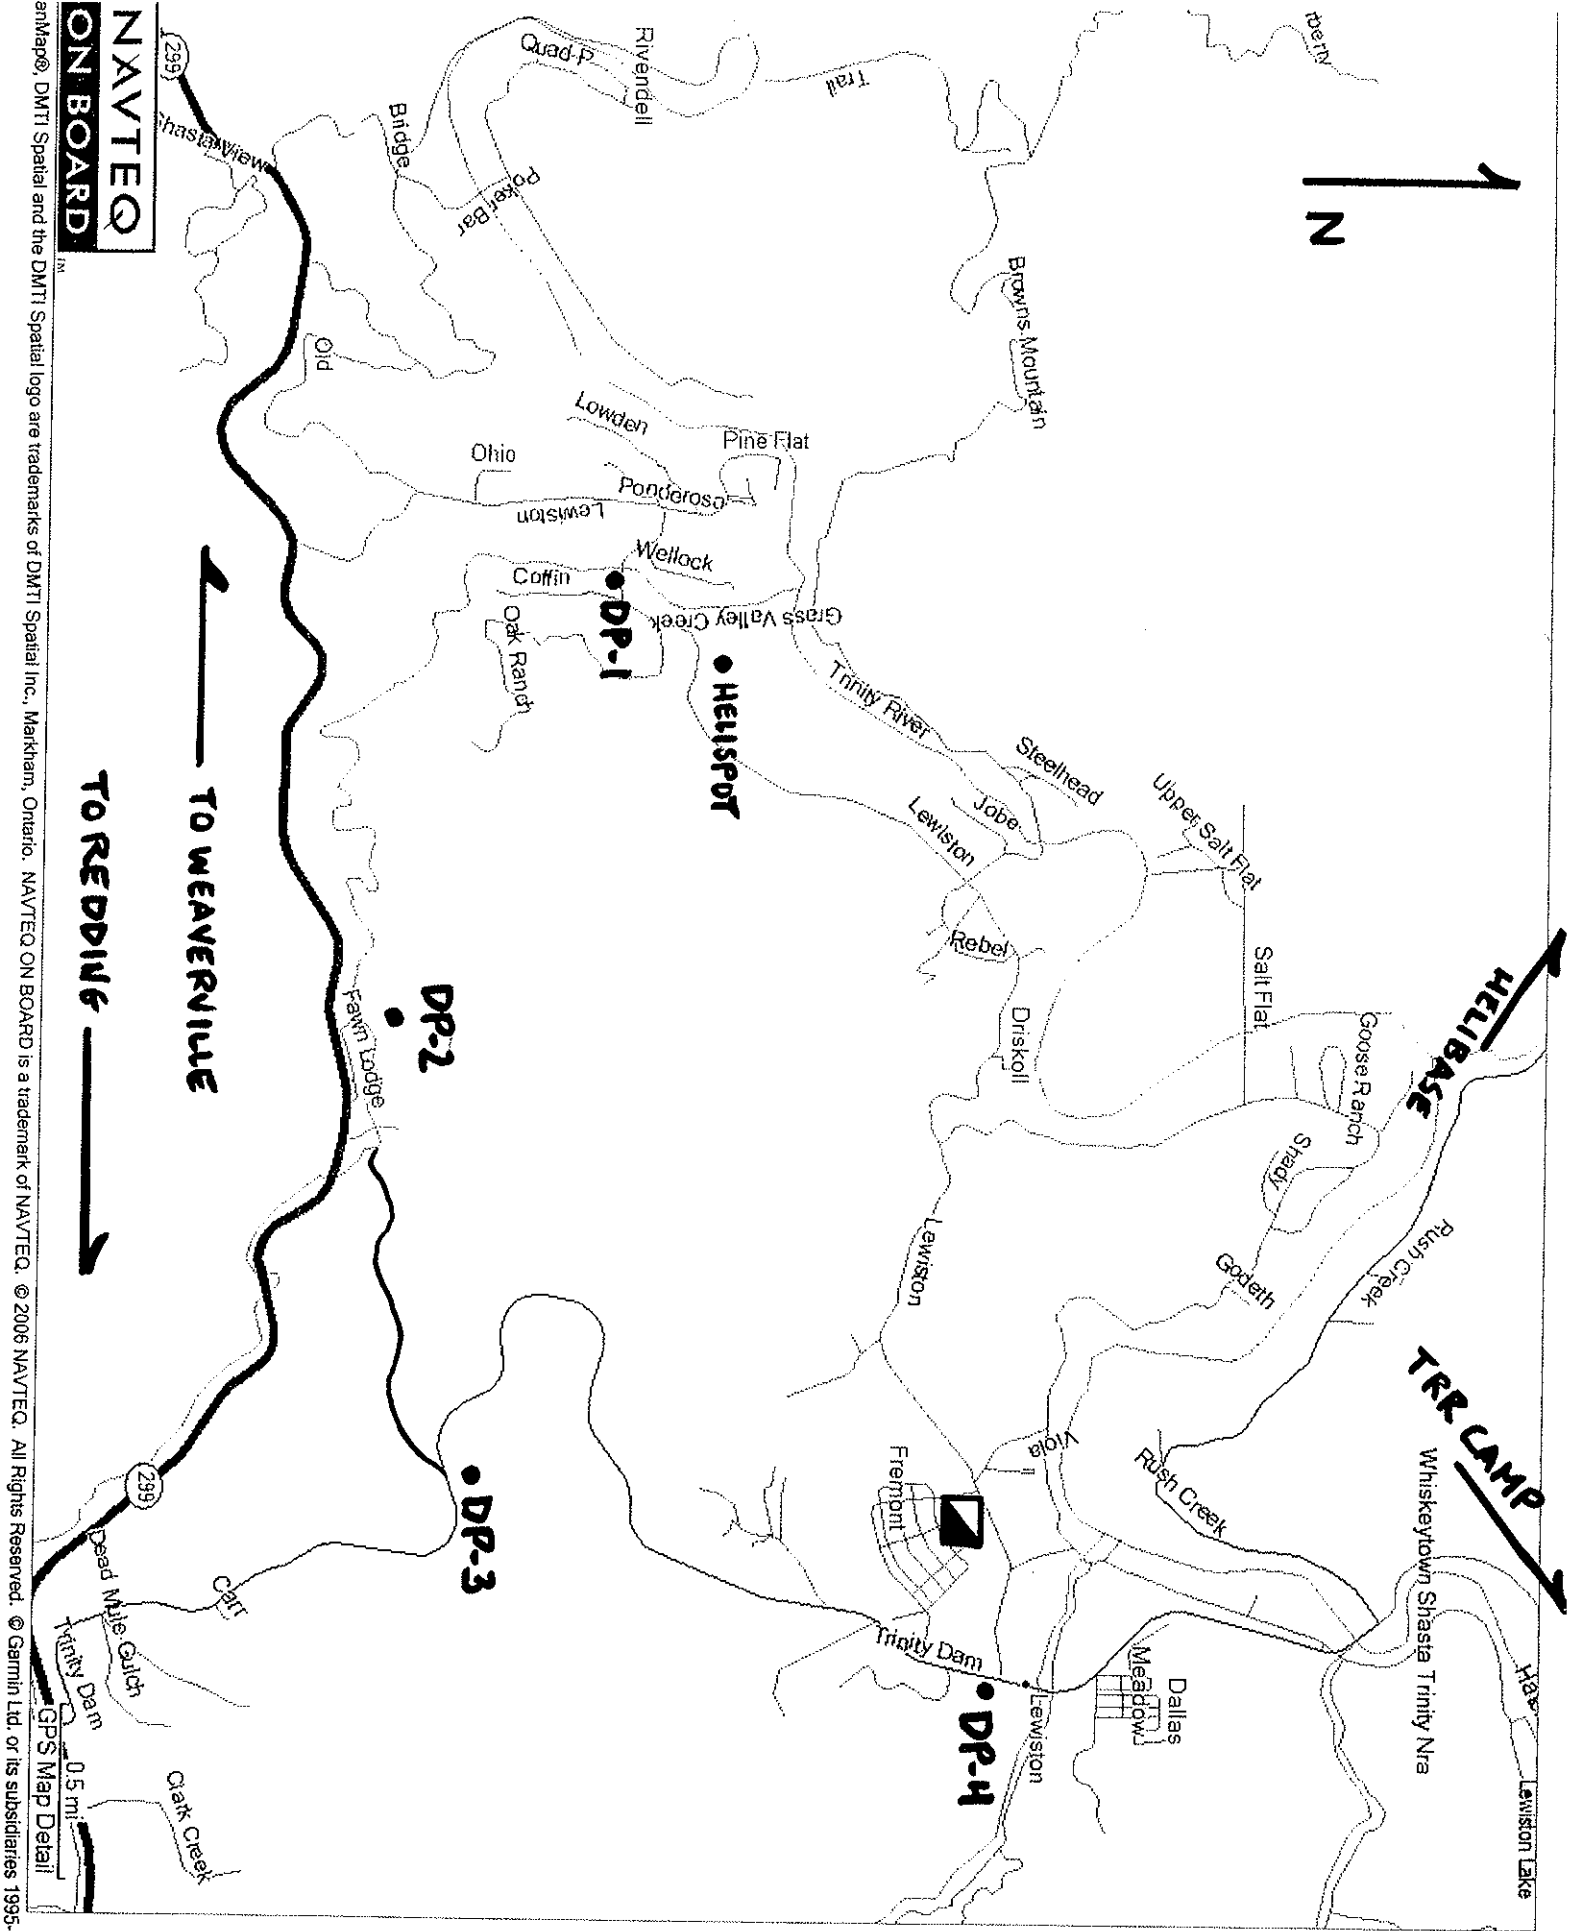 N
Trail
Rivendell
Quad-P
Bridge
Poker Bar
Shasta View
299
Browns Mountain
Old
Lowden
Pine Flat
Ohio
Ponderosa
Lewiston
Wellock
Coffin
Oak Ranch
Grass Valley Creek
DP-1
HELISPOT
Trinity River
Steelhead
Jobe
Lewiston
Upper Salt Flat
Rebel
Salt Flat
Driskoll
Goose Ranch
HELIBASE
Shady
Godeth
Rush Creek
Lewiston
DP-2
Fawn Lodge
TO WEAVERVILLE
TO REDDING
TRR CAMP
Whiskeytown Shasta Trinity Nra
Viola
Rush Creek
Fremont
DP-3
299
Carr
Dead Mule Gulch
Trinity Dam
Clark Creek
Trinity Dam
DP-4
Lewiston
Dallas
Meadow
Lewiston Lake
0.5 mi
GPS Map Detail
NAVTEQ
ON BOARD
TM
DMTI Spatial and the DMTI Spatial logo are trademarks of DMTI Spatial Inc., Markham, Ontario. NAVTEQ ON BOARD is a trademark of NAVTEQ. © 2006 NAVTEQ. All Rights Reserved. © Garmin Ltd. or its subsidiaries 1995-